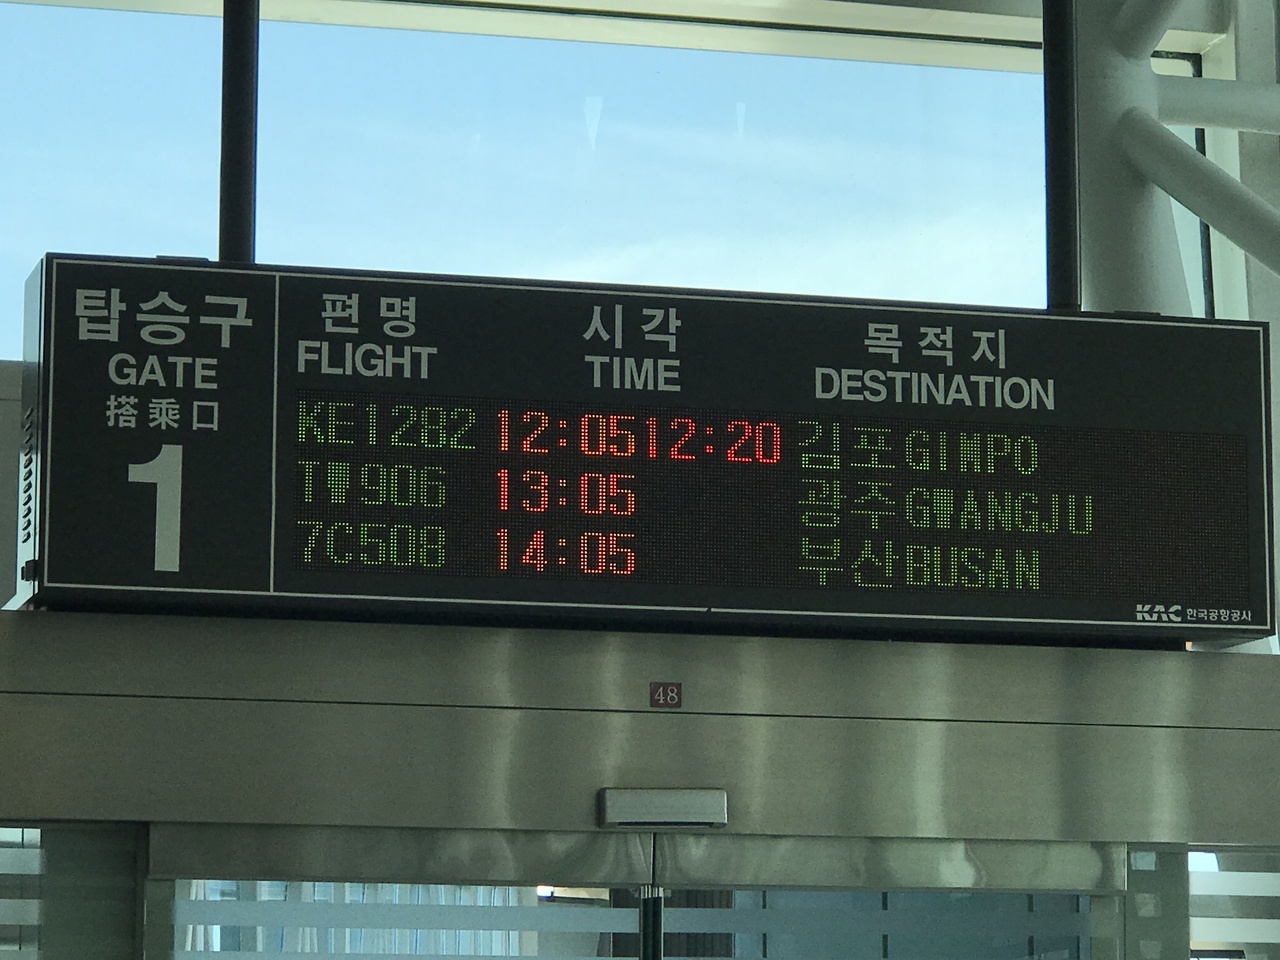 탑승구
GATE
搭乘口
1
편명 시각 목적지
FLIGHT TIME DESTINATION
KE1282 12:05 12:20 김포 GIMPO
TW906 13:05 광주 GWANGJU
7C508 14:05 부산 BUSAN
KAC 한국공항공사
48